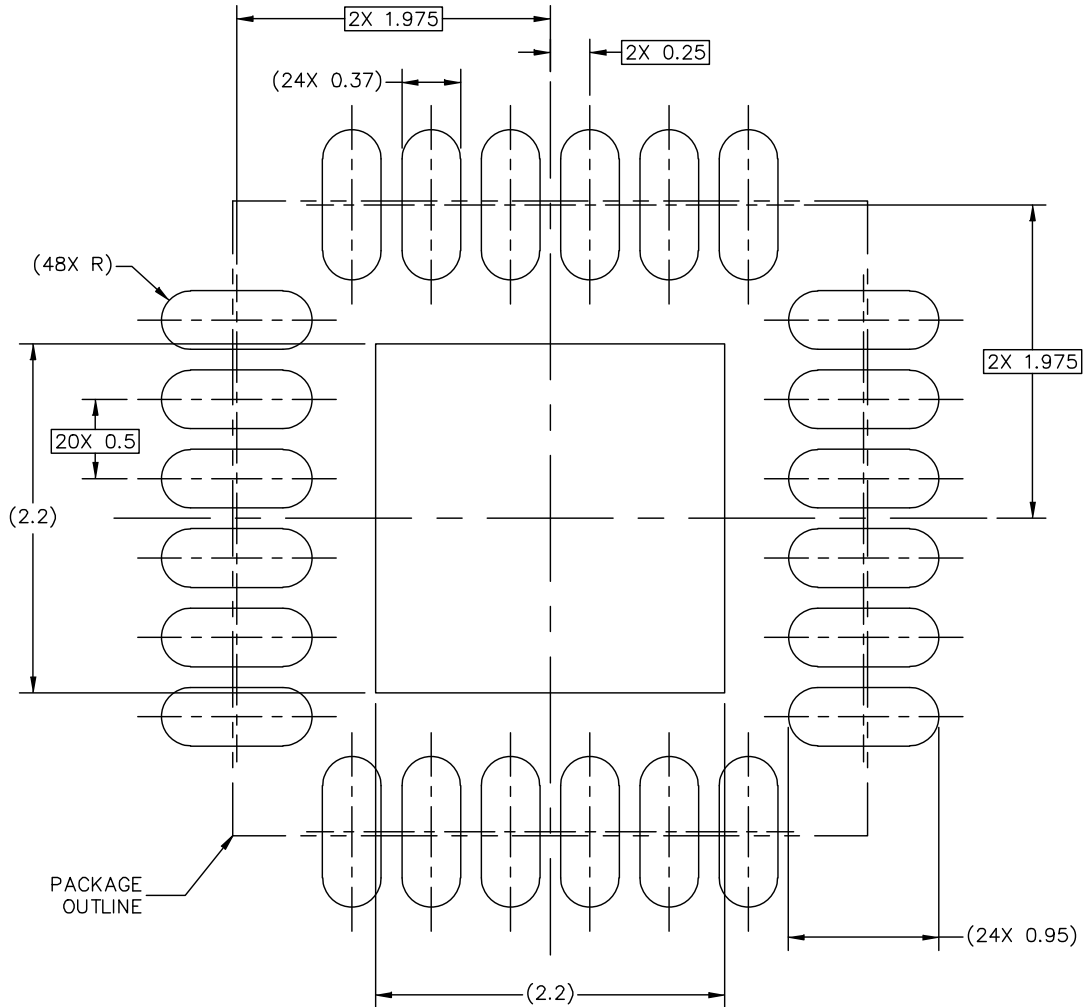 2X 1.975
2X 0.25
(24X 0.37)
(48X R)
2X 1.975
20X 0.5
(2.2)
PACKAGE
OUTLINE
(24X 0.95)
(2.2)